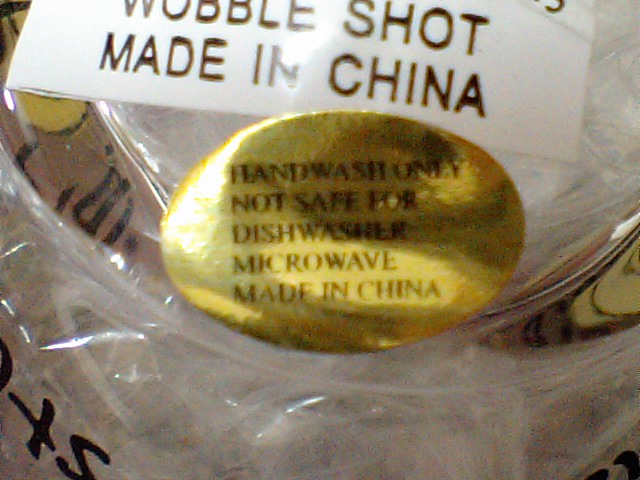 WOBBLE SHOT
MADE IN CHINA
HANDWASH ONLY
NOT SAFE FOR
DISHWASHER
MICROWAVE
MADE IN CHINA